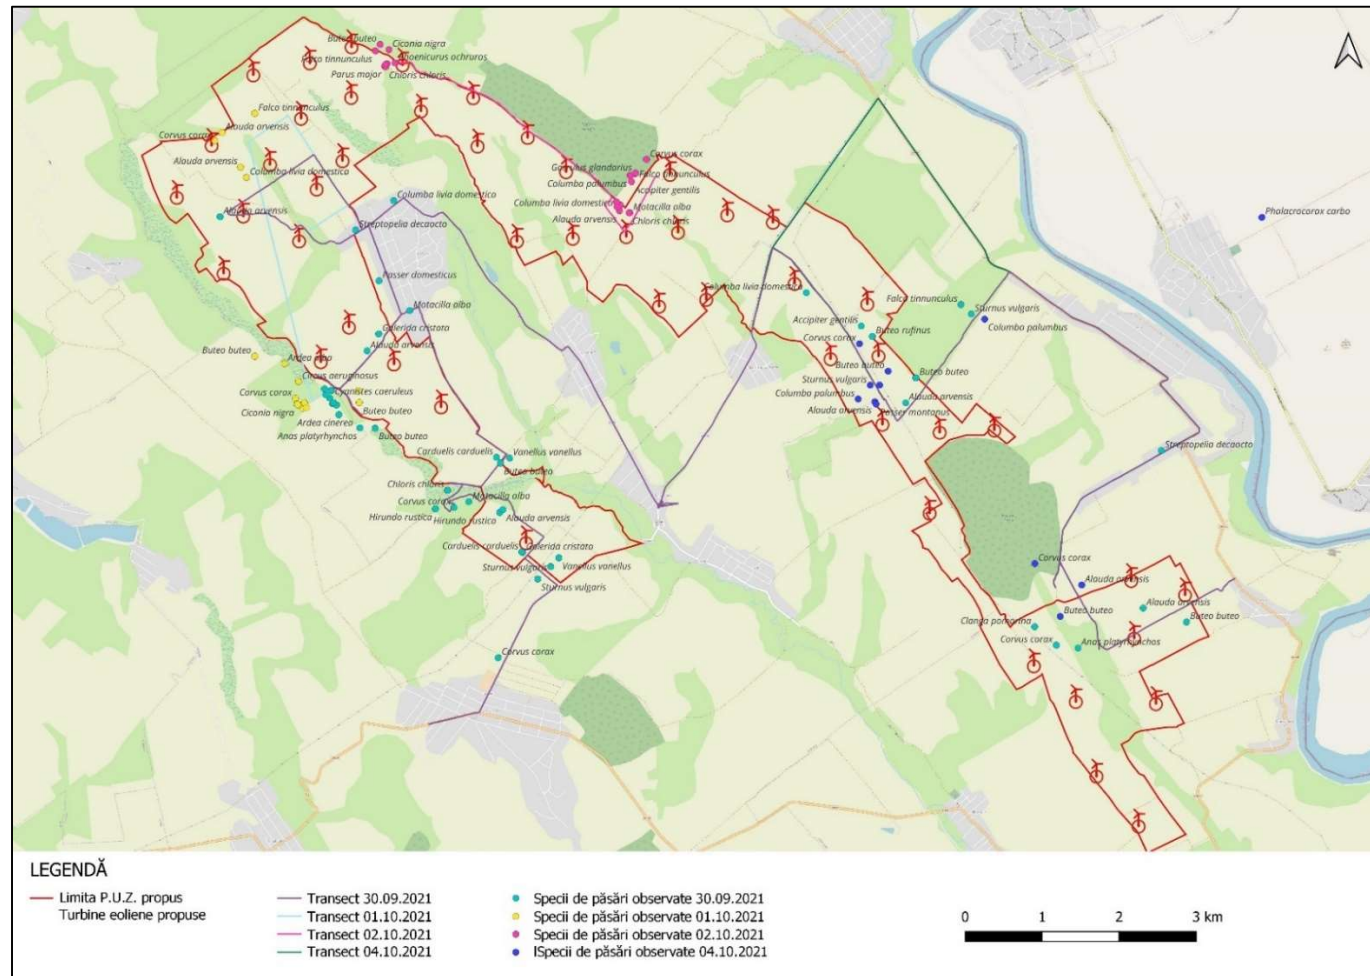 Buteo buteo
Ciconia nigra
Phoenicurus ochruros
Falco tinnunculus
Parus major
Chloris chloris
Falco tinnunculus
Alauda arvensis
Corvus corax
Alauda arvensis
Columba livia domestica
Corvus corax
Garrulus glandarius
Falco tinnunculus
Columba palumbus
Accipiter gentilis
Columba livia domestica
Motacilla alba
Alauda arvensis
Chloris chloris
Columba livia domestica
Alauda arvensis
Streptopelia decaocto
Phalacrocorax carbo
Passer domesticus
Motacilla alba
Galerida cristata
Alauda arvensis
Columba livia domestica
Falco tinnunculus
Sturnus vulgaris
Columba palumbus
Accipiter gentilis
Buteo rufinus
Corvus corax
Buteo buteo
Ardea alba
Circus aeruginosus
Cyanistes caeruleus
Corvus corax
Ciconia nigra
Buteo buteo
Ardea cinerea
Anas platyrhynchos
Buteo buteo
Buteo buteo
Sturnus vulgaris
Buteo buteo
Columba palumbus
Alauda arvensis
Alauda arvensis
Passer montanus
Streptopelia decaocto
Carduelis carduelis
Vanellus vanellus
Buteo buteo
Chloris chloris
Corvus corax
Motacilla alba
Hirundo rustica
Hirundo rustica
Alauda arvensis
Carduelis carduelis
Galerida cristata
Sturnus vulgaris
Vanellus vanellus
Sturnus vulgaris
Corvus corax
Corvus corax
Alauda arvensis
Buteo buteo
Alauda arvensis
Buteo buteo
Clanga pomarina
Corvus corax
Anas platyrhynchos
LEGENDĂ
Limita P.U.Z. propus
Turbine eoliene propuse
Transect 30.09.2021
Transect 01.10.2021
Transect 02.10.2021
Transect 04.10.2021
Specii de păsări observate 30.09.2021
Specii de păsări observate 01.10.2021
Specii de păsări observate 02.10.2021
lSpecii de păsări observate 04.10.2021
0 1 2 3 km